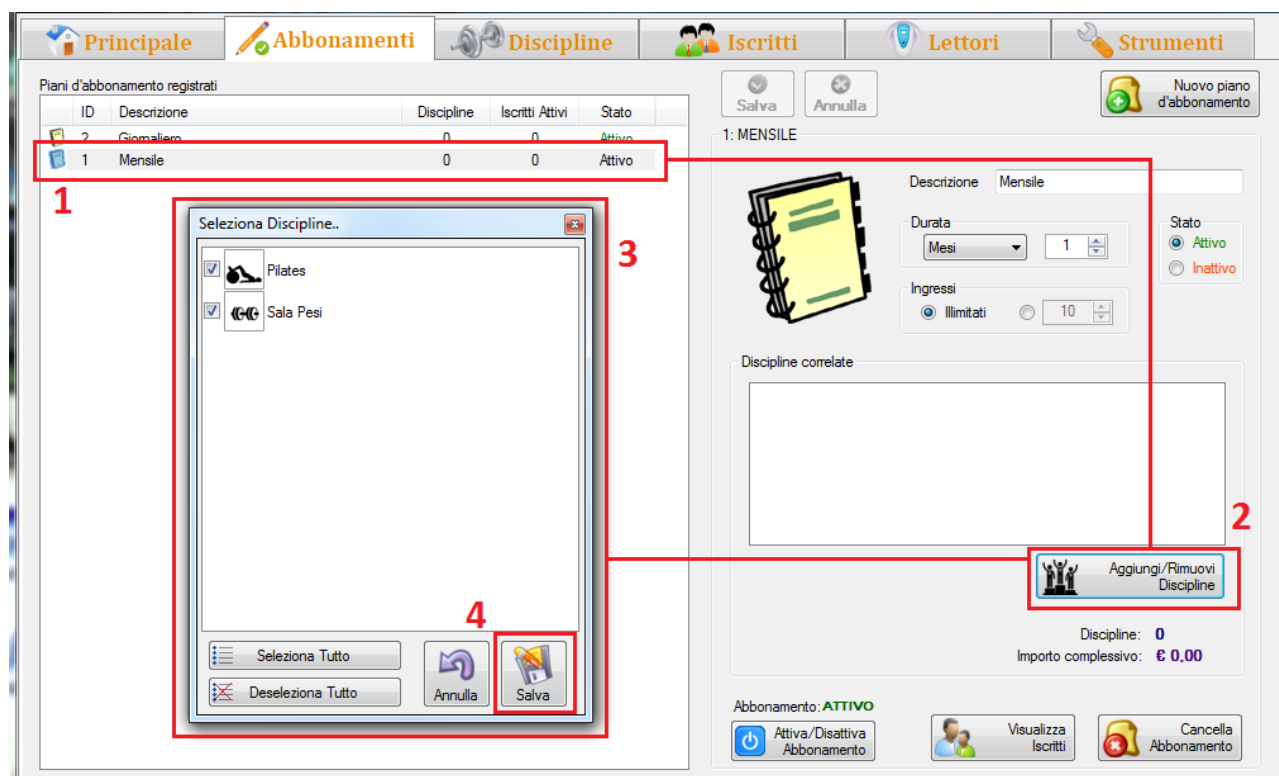 Principale
Abbonamenti
Discipline
Iscritti
Lettori
Strumenti
Piani d'abbonamento registrati
ID Descrizione Discipline Iscritti Attivi Stato
2 Giornaliero 0 0 Attivo
1 Mensile 0 0 Attivo
1
Seleziona Discipline..
3
Pilates
Sala Pesi
4
Seleziona Tutto
Deseleziona Tutto
Annulla
Salva
Salva
Annulla
Nuovo piano
d'abbonamento
1: MENSILE
Descrizione Mensile
Durata
Mesi 1
Stato
Attivo
Inattivo
Ingressi
Illimitati 10
Discipline correlate
2
Aggiungi/Rimuovi
Discipline
Discipline: 0
Importo complessivo: € 0,00
Abbonamento: ATTIVO
Attiva/Disattiva
Abbonamento
Visualizza
Iscritti
Cancella
Abbonamento